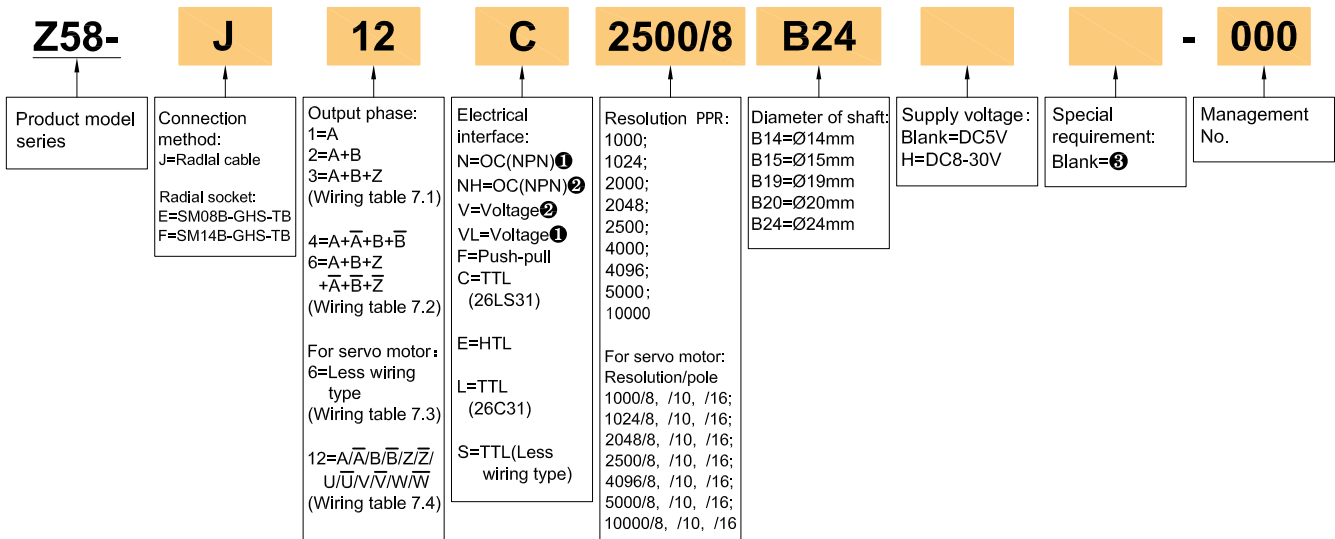 Z58- J 12 C 2500/8 B24 - 000
Product model
series
Connection
method:
J=Radial cable
Radial socket:
E=SM08B-GHS-TB
F=SM14B-GHS-TB
Output phase:
1=A
2=A+B
3=A+B+Z
(Wiring table 7.1)
4=A+A̅+B+B̅
6=A+B+Z
+A̅+B̅+Z̅
(Wiring table 7.2)
For servo motor:
6=Less wiring
type
(Wiring table 7.3)
12=A/A̅/B/B̅/Z/Z̅/
U/U̅/V/V̅/W/W̅
(Wiring table 7.4)
Electrical
interface:
N=OC(NPN)❶
NH=OC(NPN)❷
V=Voltage❷
VL=Voltage❶
F=Push-pull
C=TTL
(26LS31)
E=HTL
L=TTL
(26C31)
S=TTL(Less
wiring type)
Resolution PPR:
1000;
1024;
2000;
2048;
2500;
4000;
4096;
5000;
10000
For servo motor:
Resolution/pole
1000/8, /10, /16;
1024/8, /10, /16;
2048/8, /10, /16;
2500/8, /10, /16;
4096/8, /10, /16;
5000/8, /10, /16;
10000/8, /10, /16
Diameter of shaft:
B14=Ø14mm
B15=Ø15mm
B19=Ø19mm
B20=Ø20mm
B24=Ø24mm
Supply voltage:
Blank=DC5V
H=DC8-30V
Special
requirement:
Blank=❸
Management
No.